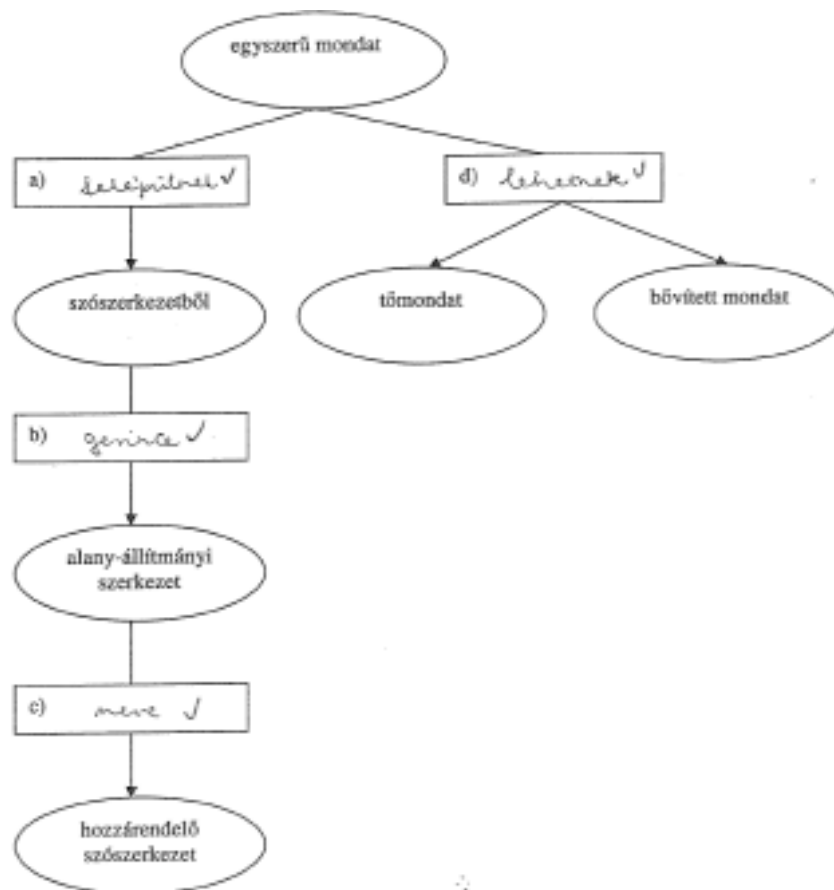 egyszerű mondat
a) felépülnek ✓
d) lehetnek ✓
szószerkezetből
tőmondat
bővített mondat
b) gerince ✓
alany-állítmányi
szerkezet
c) neve ✓
hozzárendelő
szószerkezet